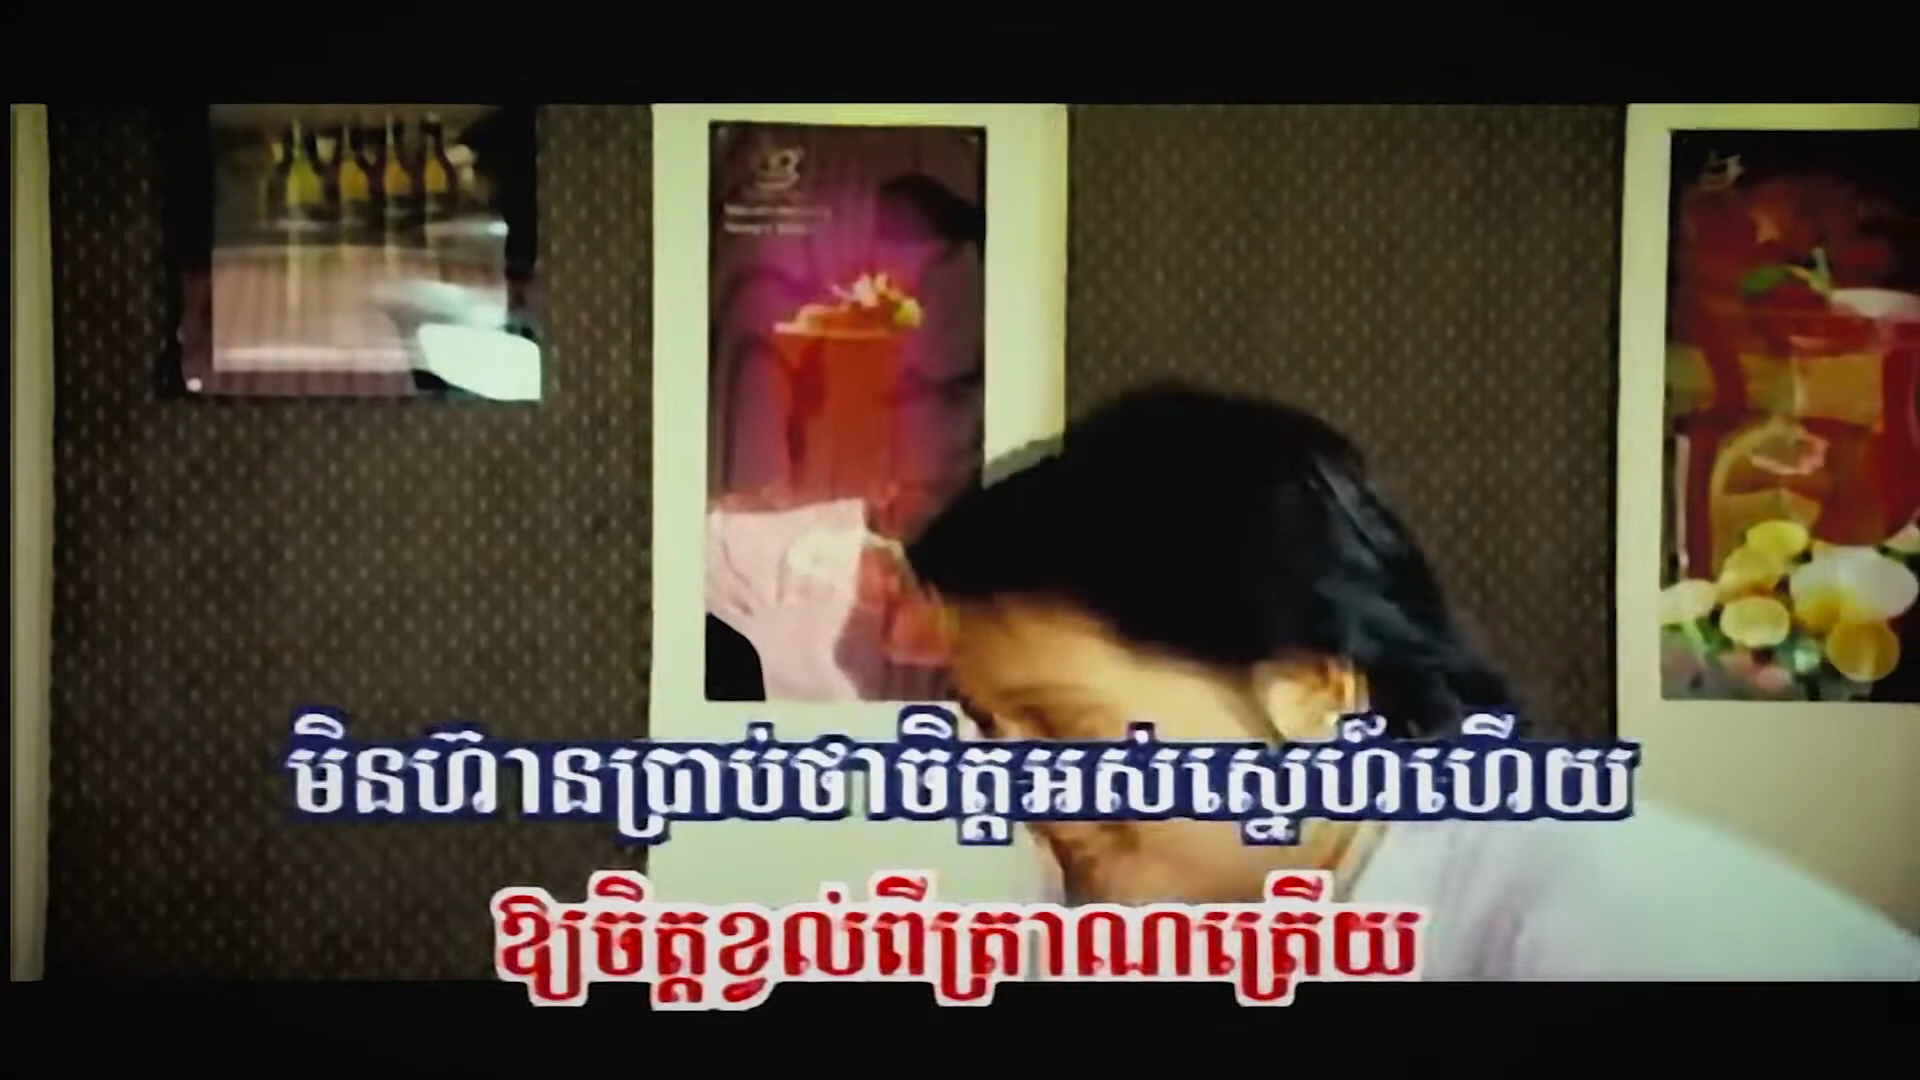 មិនហ៊ានប្រាប់ថាចិត្តអស់ស្នេហ៍ហើយ
ឱ្យចិត្តខ្វល់ពីត្រាណត្រើយ